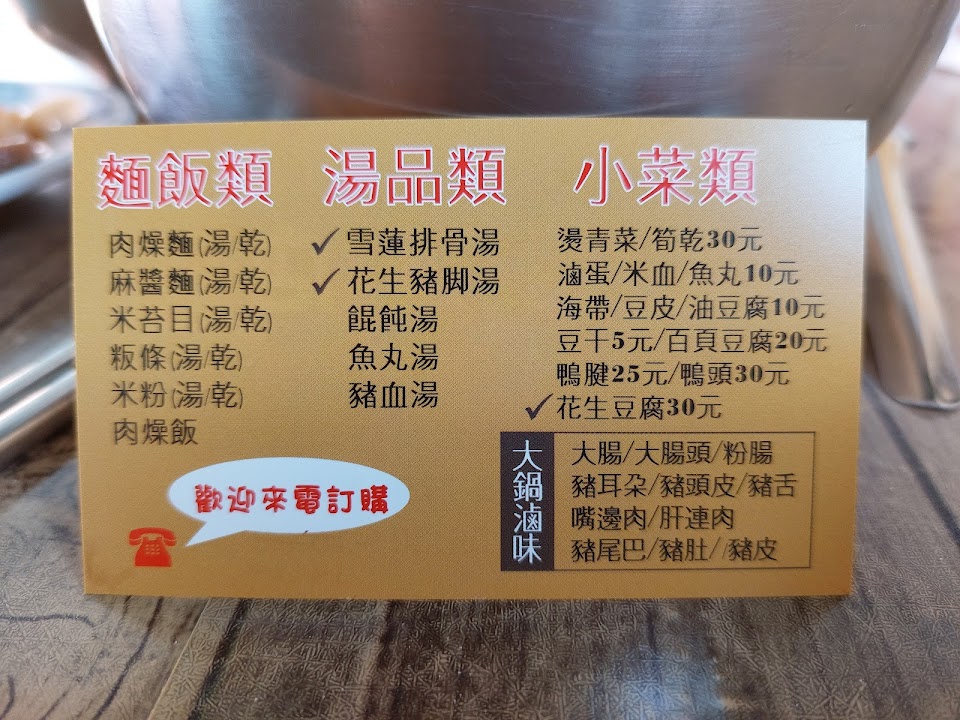 麵飯類
肉燥麵(湯/乾)
麻醬麵(湯/乾)
米苔目(湯/乾)
粄條(湯/乾)
米粉(湯/乾)
肉燥飯
湯品類
✓雪蓮排骨湯
✓花生豬脚湯
餛飩湯
魚丸湯
豬血湯
小菜類
燙青菜/筍乾30元
滷蛋/米血/魚丸10元
海帶/豆皮/油豆腐10元
豆干5元/百頁豆腐20元
鴨腱25元/鴨頭30元
✓花生豆腐30元
大鍋滷味
大腸/大腸頭/粉腸
豬耳朵/豬頭皮/豬舌
嘴邊肉/肝連肉
豬尾巴/豬肚//豬皮
歡迎來電訂購